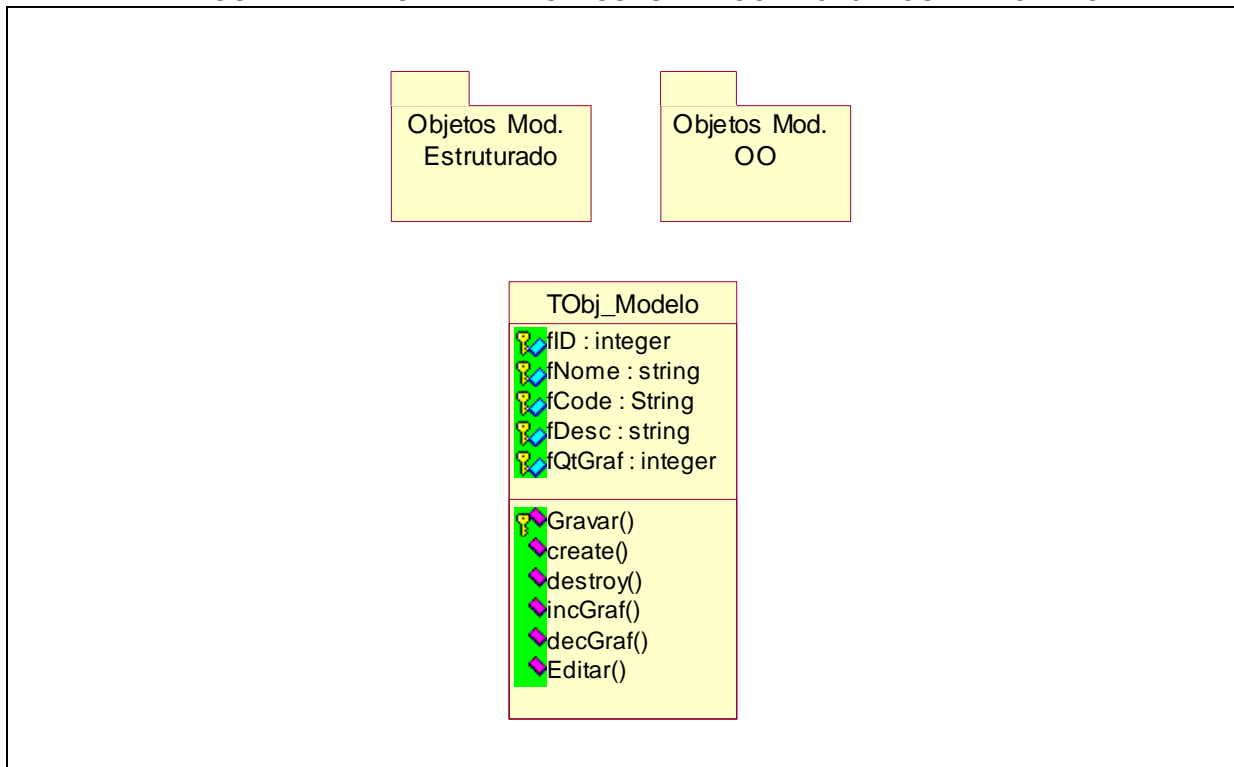 Objetos Mod.
Estruturado
Objetos Mod.
OO
TObj_Modelo
fID : integer
fNome : string
fCode : String
fDesc : string
fQtGraf : integer
Gravar()
create()
destroy()
incGraf()
decGraf()
Editar()